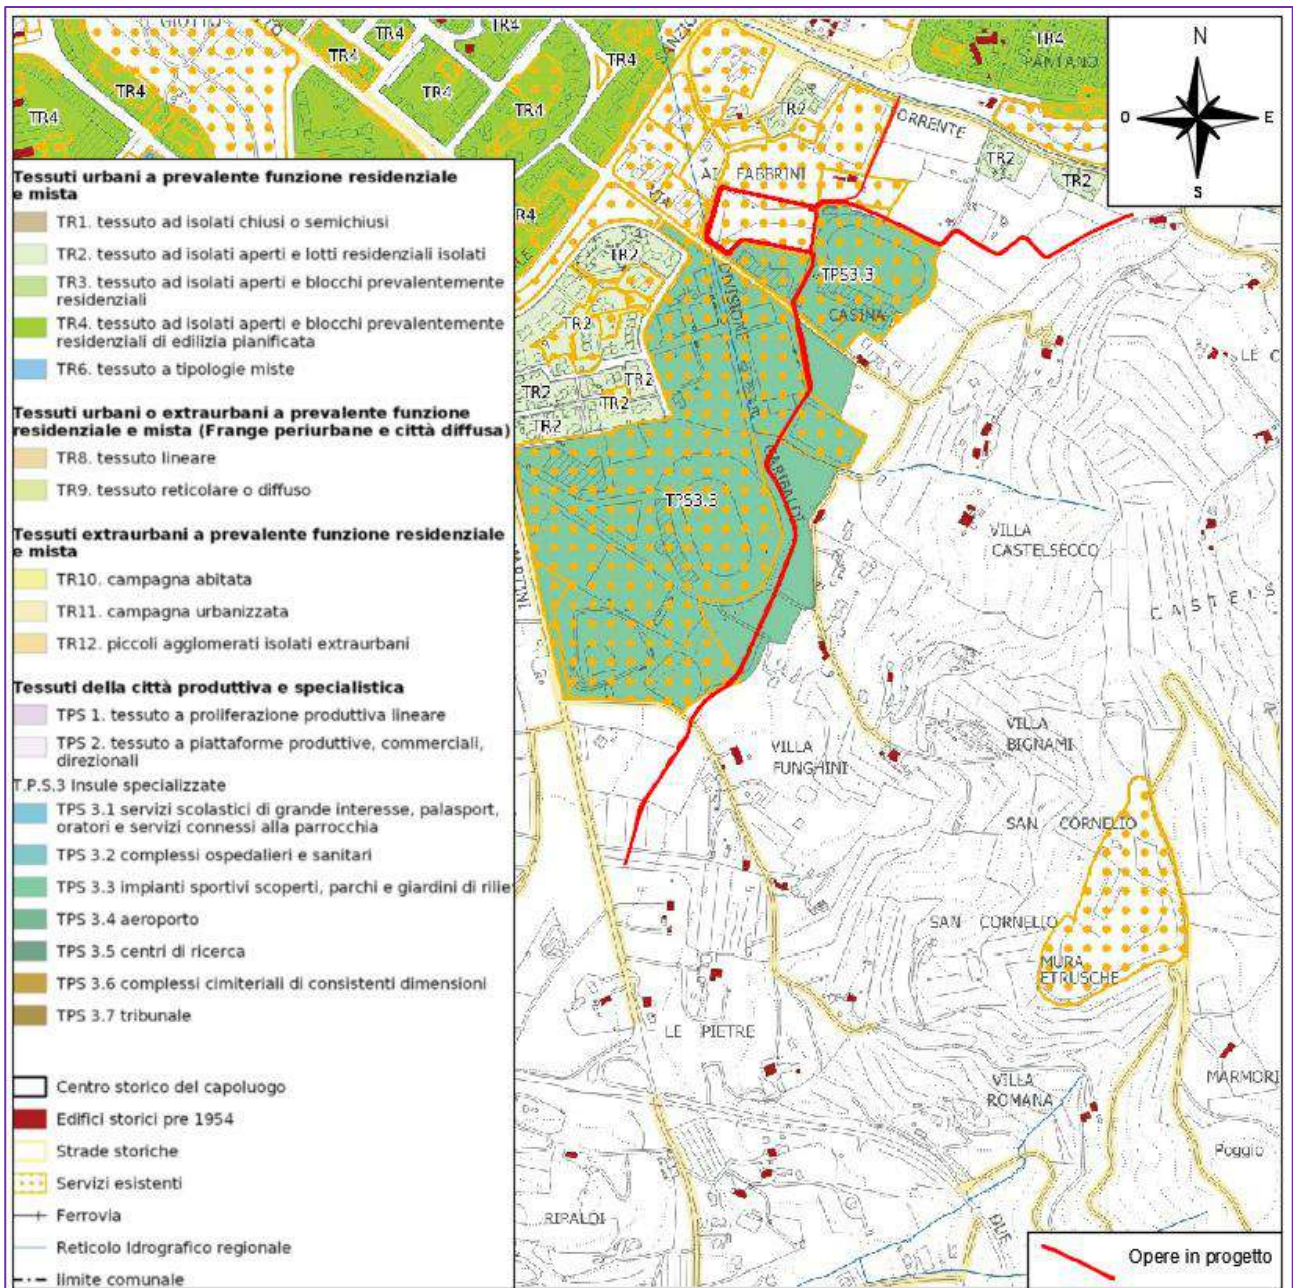 GIOTTO
TR4
TR4
TR4
TR4
TR4
TR4
TR4
TR4
PANTANO
TR4
TR2
TR2
TR2
TR2
TR2
TR2
TR2
TR2
TR2
AI FABBRINI
TPS3.3
CASINA
TPS3.3
LE C
VILLA
CASTELSECCO
CASTELS
VILLA
BIGNAMI
VILLA
FUNGHINI
SAN CORNELIO
SAN CORNELIO
MURA
ETRUSCHE
LE PIETRE
VILLA
ROMANA
MARMORI
Poggio
RIPALDI
DUE
MARTINI
N
O
E
S
Tessuti urbani a prevalente funzione residenziale
e mista
TR1. tessuto ad isolati chiusi o semichiusi
TR2. tessuto ad isolati aperti e lotti residenziali isolati
TR3. tessuto ad isolati aperti e blocchi prevalentemente
residenziali
TR4. tessuto ad isolati aperti e blocchi prevalentemente
residenziali di edilizia pianificata
TR6. tessuto a tipologie miste
Tessuti urbani o extraurbani a prevalente funzione
residenziale e mista (Frange periurbane e città diffusa)
TR8. tessuto lineare
TR9. tessuto reticolare o diffuso
Tessuti extraurbani a prevalente funzione residenziale
e mista
TR10. campagna abitata
TR11. campagna urbanizzata
TR12. piccoli agglomerati isolati extraurbani
Tessuti della città produttiva e specialistica
TPS 1. tessuto a proliferazione produttiva lineare
TPS 2. tessuto a piattaforme produttive, commerciali,
direzionali
T.P.S.3 Insule specializzate
TPS 3.1 servizi scolastici di grande interesse, palasport,
oratori e servizi connessi alla parrocchia
TPS 3.2 complessi ospedalieri e sanitari
TPS 3.3 impianti sportivi scoperti, parchi e giardini di rilie
TPS 3.4 aeroporto
TPS 3.5 centri di ricerca
TPS 3.6 complessi cimiteriali di consistenti dimensioni
TPS 3.7 tribunale
Centro storico del capoluogo
Edifici storici pre 1954
Strade storiche
Servizi esistenti
Ferrovia
Reticolo Idrografico regionale
limite comunale
Opere in progetto